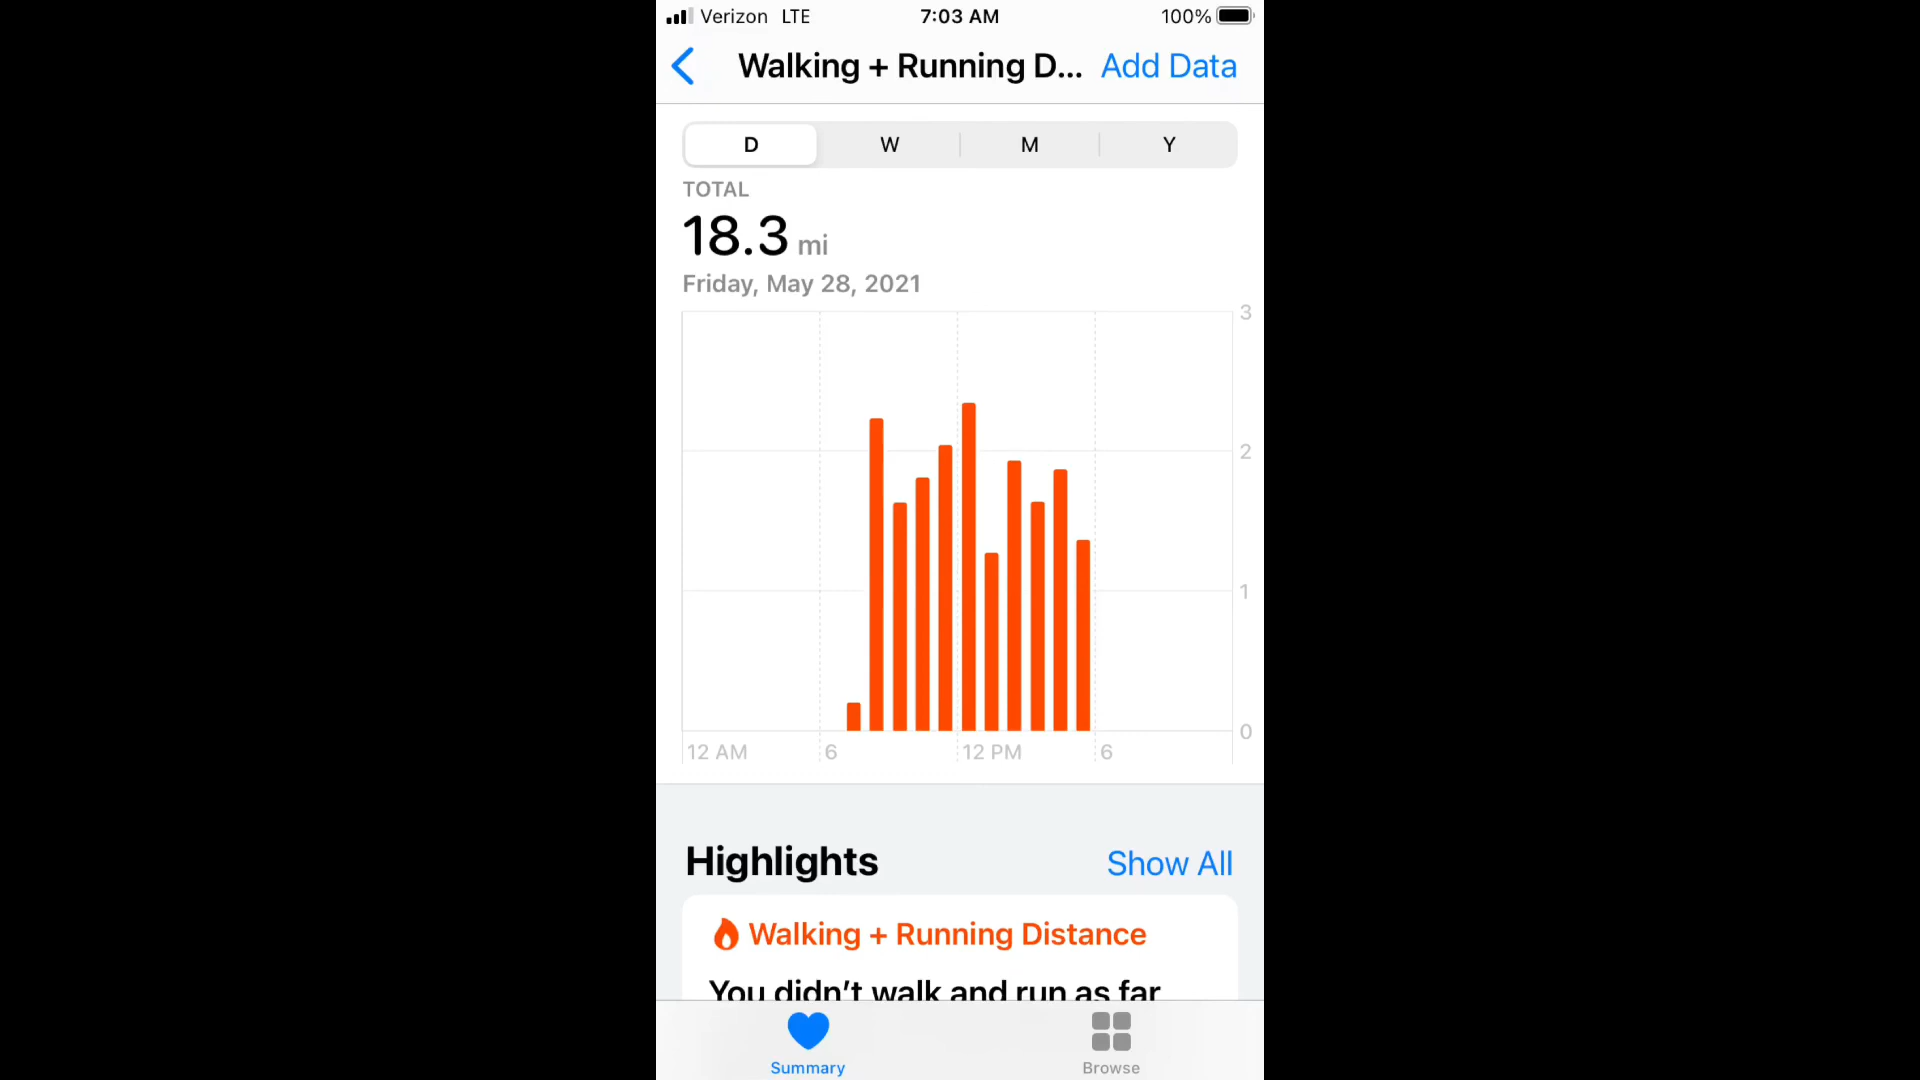 Verizon LTE 7:03 AM 100%
Walking + Running D... Add Data
D W M Y
TOTAL
18.3 mi
Friday, May 28, 2021
3
2
1
0
12 AM 6 12 PM 6
Highlights Show All
Walking + Running Distance
You didn't walk and run as far
Summary Browse